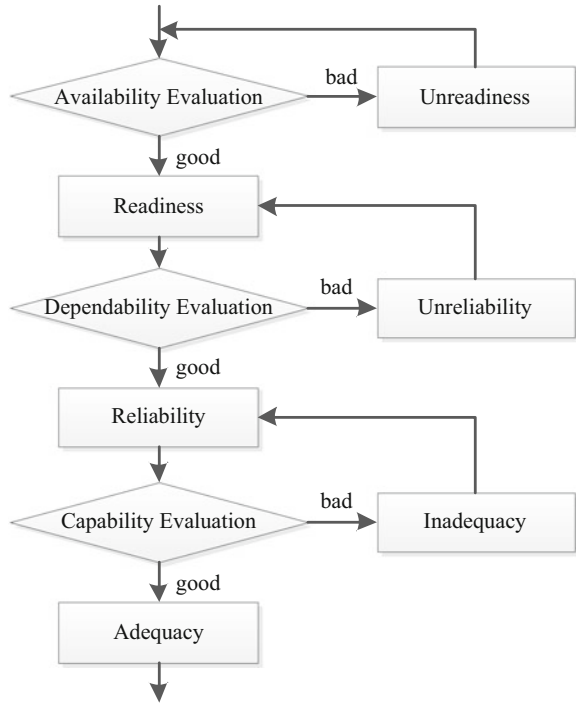 Availability Evaluation
bad
Unreadiness
good
Readiness
Dependability Evaluation
bad
Unreliability
good
Reliability
Capability Evaluation
bad
Inadequacy
good
Adequacy